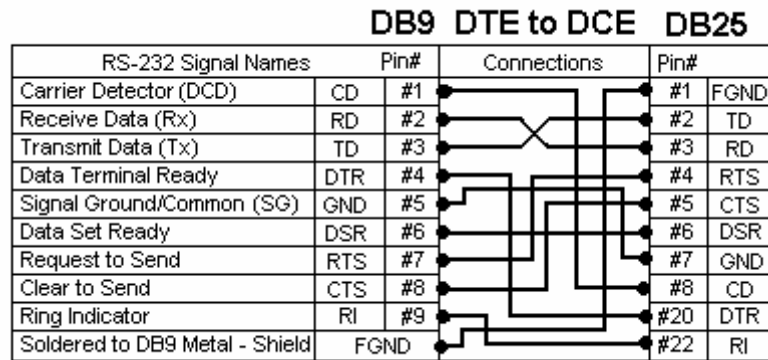 DB9 DTE to DCE DB25
RS-232 Signal Names Pin# Connections Pin#
Carrier Detector (DCD) CD #1 #1 FGND
Receive Data (Rx) RD #2 #2 TD
Transmit Data (Tx) TD #3 #3 RD
Data Terminal Ready DTR #4 #4 RTS
Signal Ground/Common (SG) GND #5 #5 CTS
Data Set Ready DSR #6 #6 DSR
Request to Send RTS #7 #7 GND
Clear to Send CTS #8 #8 CD
Ring Indicator RI #9 #20 DTR
Soldered to DB9 Metal - Shield FGND #22 RI